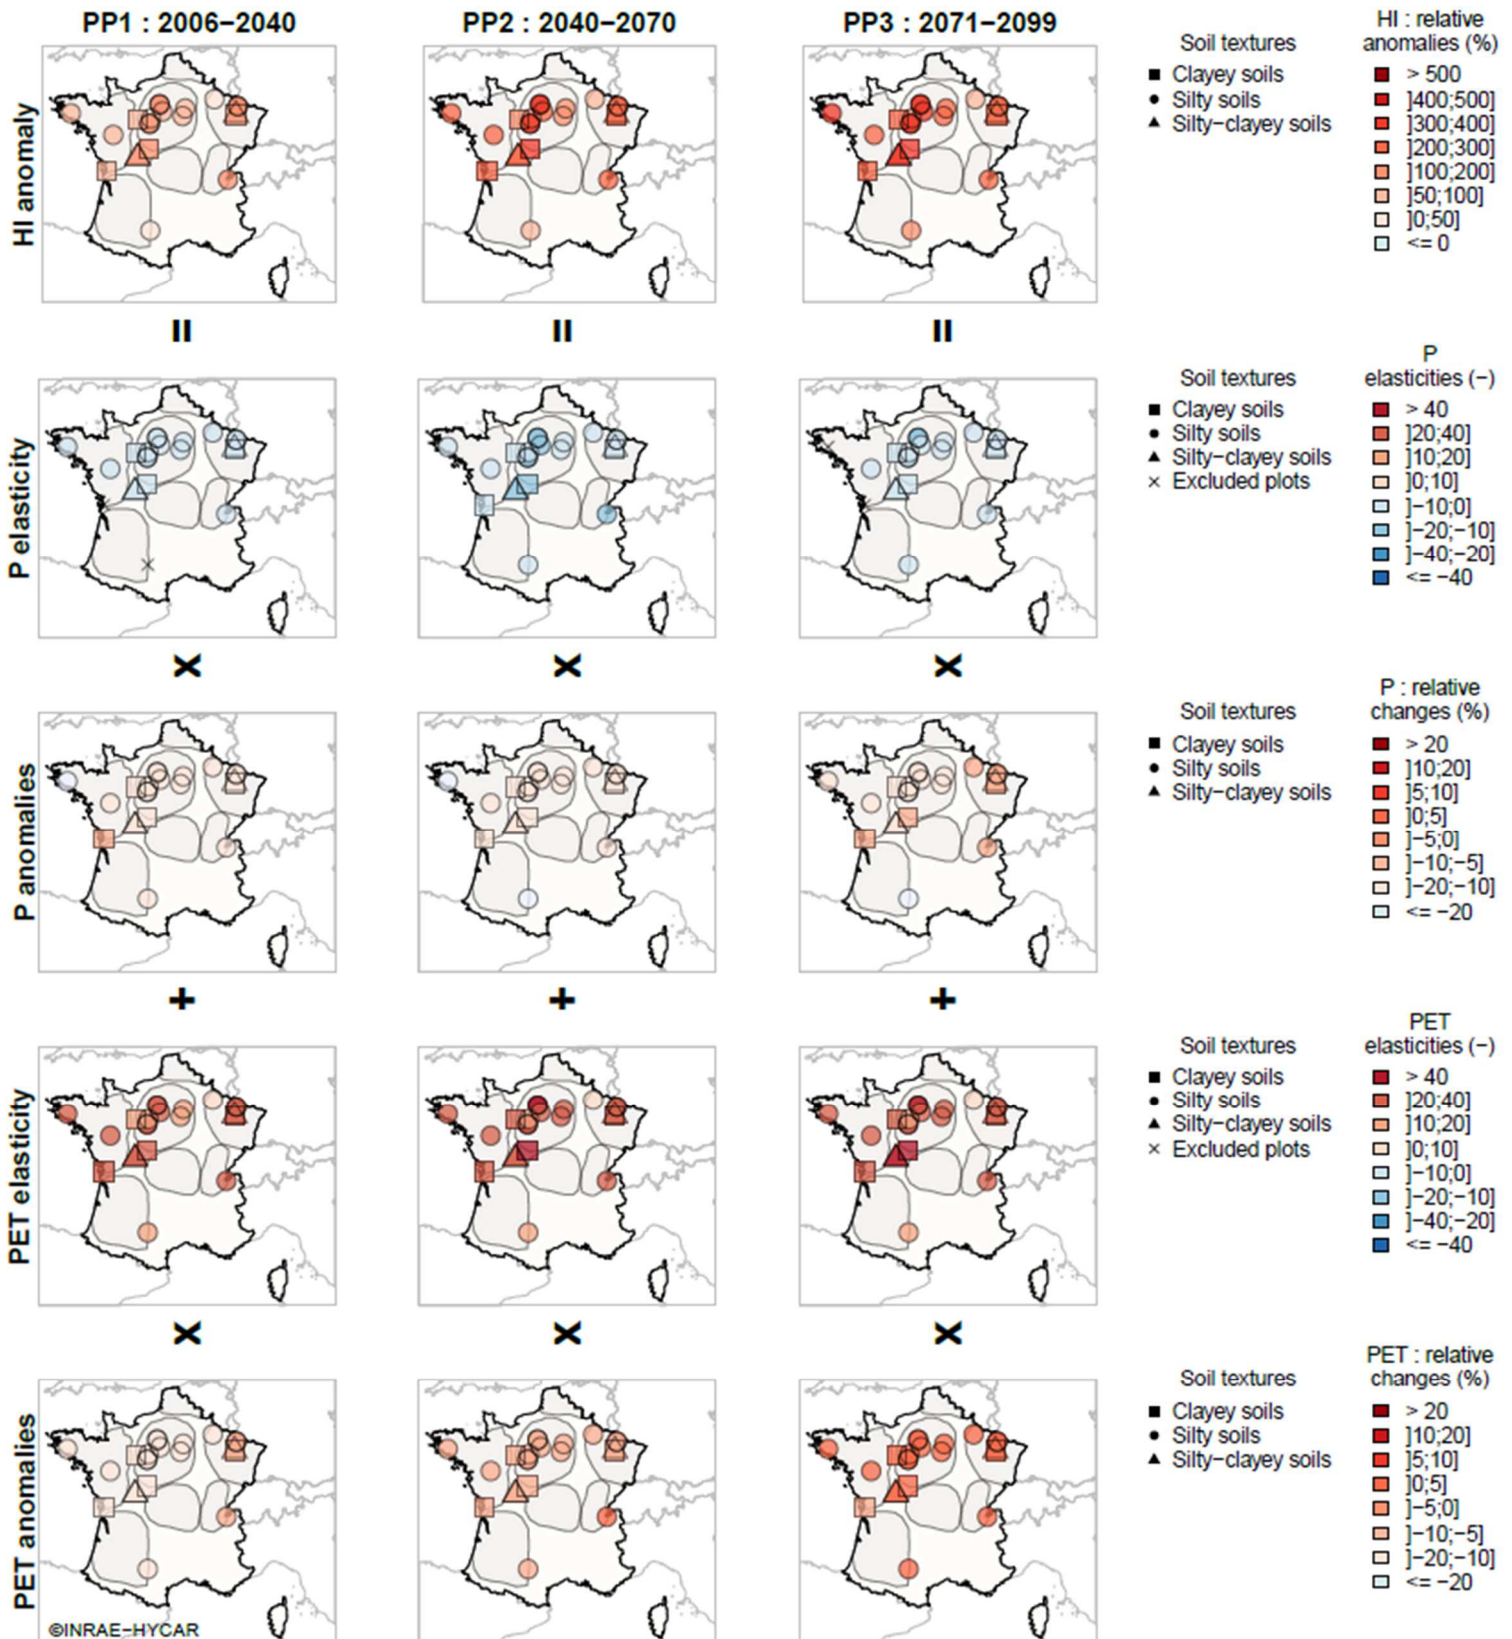 PP1 : 2006−2040
PP2 : 2040−2070
PP3 : 2071−2099
HI anomaly
Soil textures
■ Clayey soils
● Silty soils
▲ Silty−clayey soils
HI : relative
anomalies (%)
> 500
]400;500]
]300;400]
]200;300]
]100;200]
]50;100]
]0;50]
<= 0
=
=
=
P elasticity
Soil textures
■ Clayey soils
● Silty soils
▲ Silty−clayey soils
× Excluded plots
P
elasticities (−)
> 40
]20;40]
]10;20]
]0;10]
]−10;0]
]−20;−10]
]−40;−20]
<= −40
x
x
x
P anomalies
Soil textures
■ Clayey soils
● Silty soils
▲ Silty−clayey soils
P : relative
changes (%)
> 20
]10;20]
]5;10]
]0;5]
]−5;0]
]−10;−5]
]−20;−10]
<= −20
+
+
+
PET elasticity
Soil textures
■ Clayey soils
● Silty soils
▲ Silty−clayey soils
× Excluded plots
PET
elasticities (−)
> 40
]20;40]
]10;20]
]0;10]
]−10;0]
]−20;−10]
]−40;−20]
<= −40
x
x
x
PET anomalies
Soil textures
■ Clayey soils
● Silty soils
▲ Silty−clayey soils
PET : relative
changes (%)
> 20
]10;20]
]5;10]
]0;5]
]−5;0]
]−10;−5]
]−20;−10]
<= −20
©INRAE−HYCAR